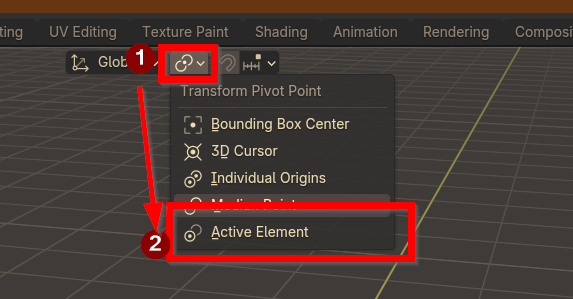 ting UV Editing Texture Paint Shading Animation Rendering Composi
Glob
1
Transform Pivot Point
Bounding Box Center
3D Cursor
Individual Origins
Median Point
Active Element
2